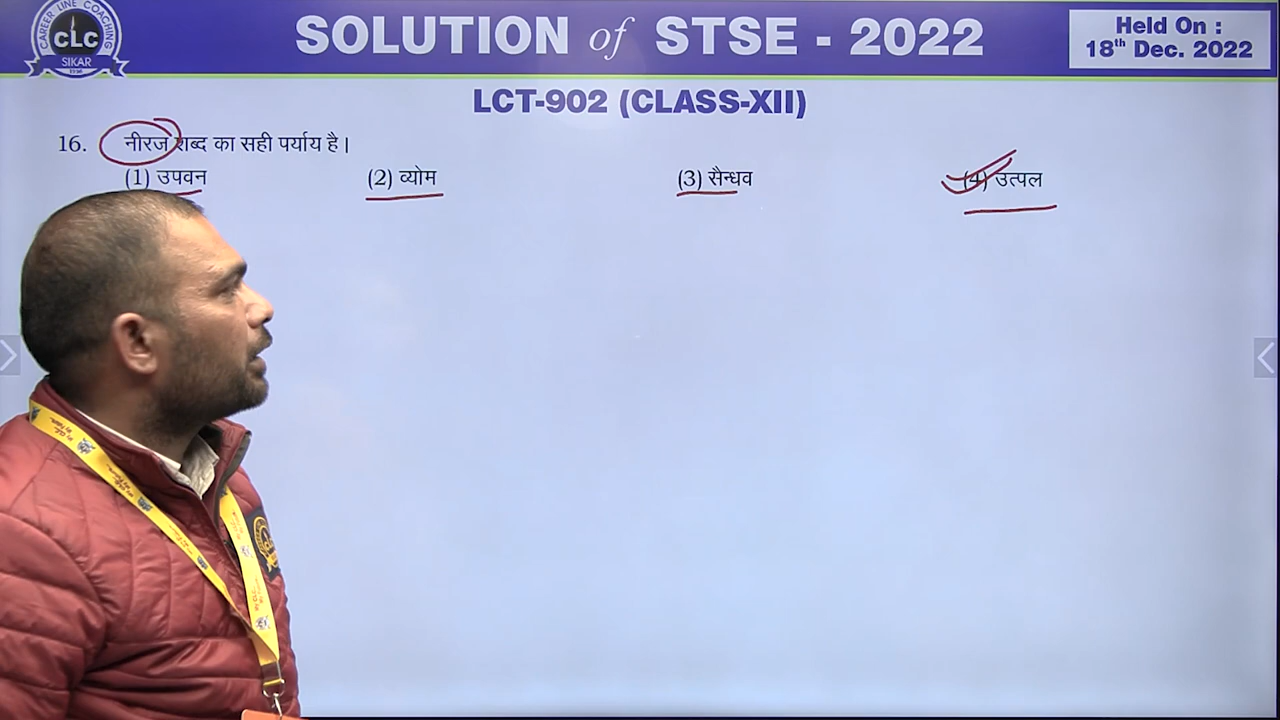 CAREER LINE COACHING
CLC
SIKAR
SOLUTION of STSE - 2022
Held On :
18th Dec. 2022
LCT-902 (CLASS-XII)
16. नीरज शब्द का सही पर्याय है।
(1) उपवन (2) व्योम (3) सैन्धव (4) उत्पल